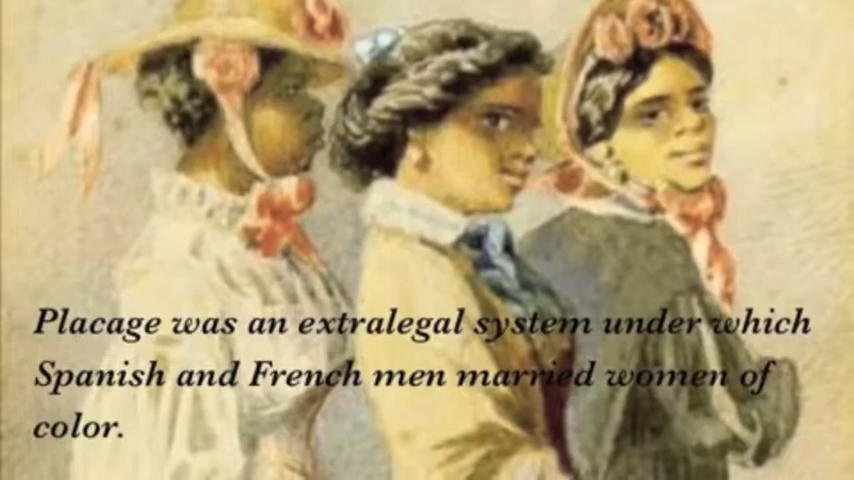 Placage was an extralegal system under which
Spanish and French men married women of
color.